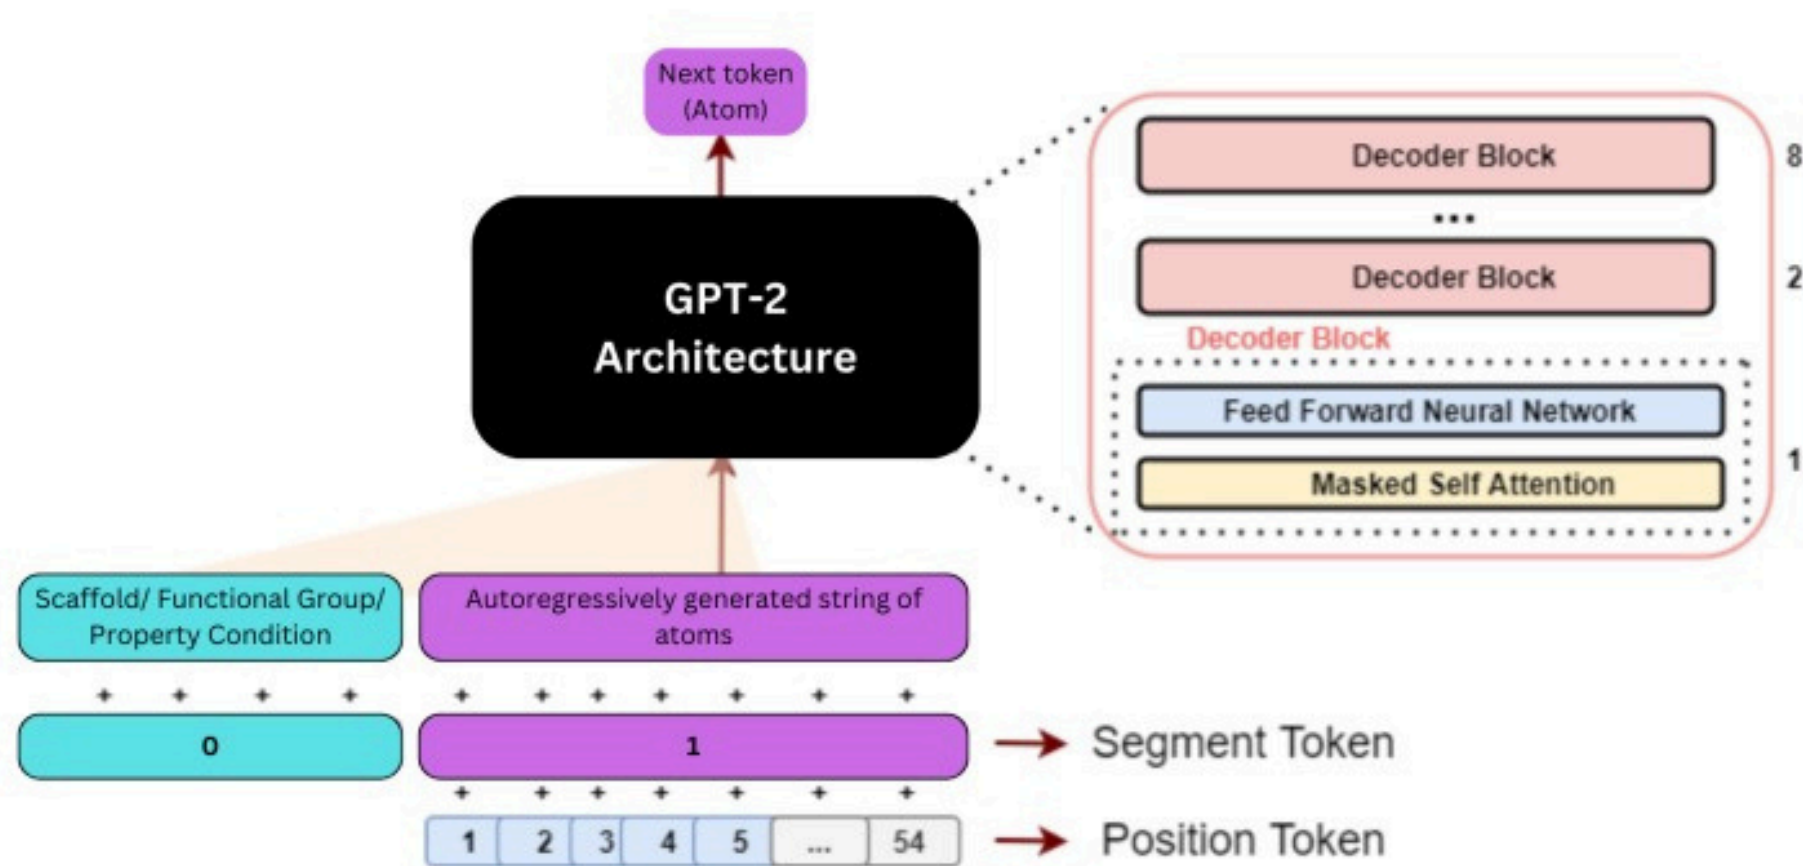 Next token
(Atom)
GPT-2
Architecture
Decoder Block
8
...
Decoder Block
2
Decoder Block
Feed Forward Neural Network
Masked Self Attention
1
Scaffold/ Functional Group/
Property Condition
Autoregressively generated string of
atoms
+ + + + + + + + + + +
0
1
Segment Token
+ + + + + + +
1 2 3 4 5 ... 54
Position Token